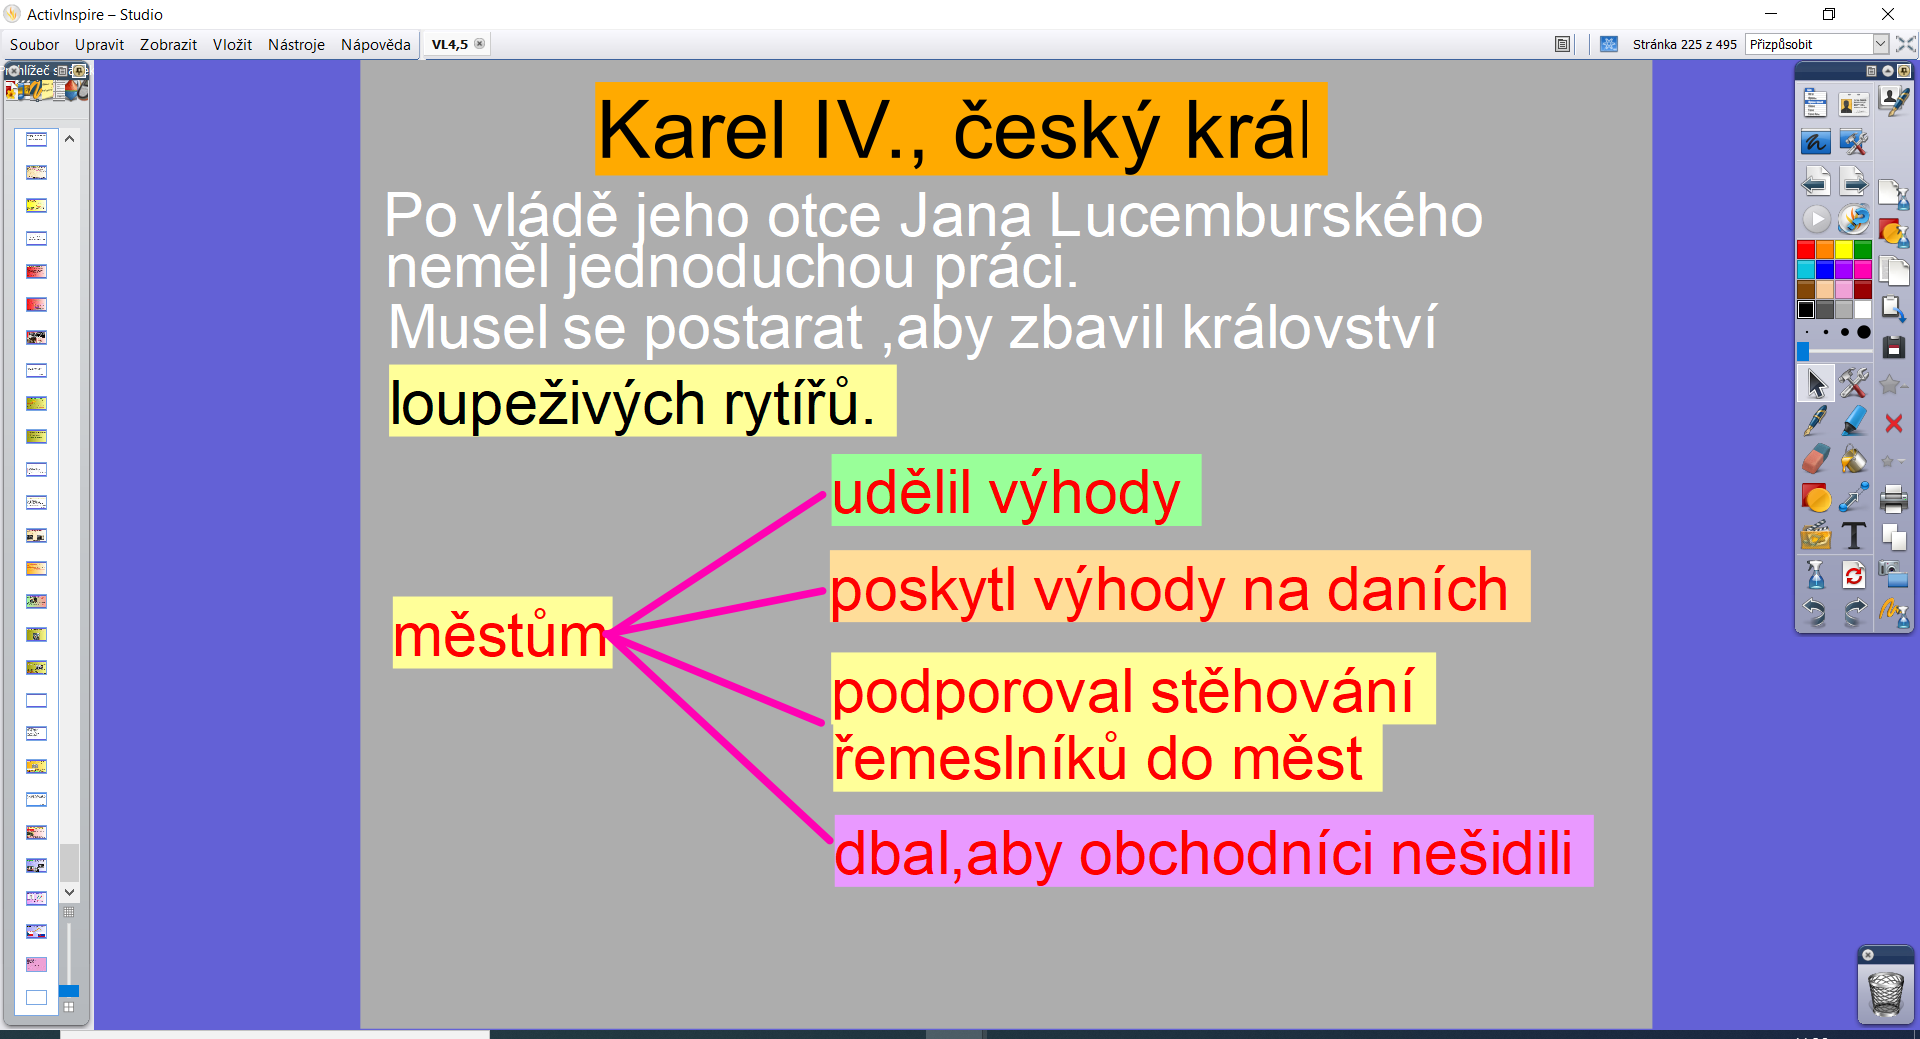 ActivInspire – Studio
Soubor Upravit Zobrazit Vložit Nástroje Nápověda VL4,5 Stránka 225 z 495 Přizpůsobit
Karel IV., český král
Po vládě jeho otce Jana Lucemburského
neměl jednoduchou práci.
Musel se postarat ,aby zbavil království
loupeživých rytířů.
udělil výhody
poskytl výhody na daních
městům
podporoval stěhování
řemeslníků do měst
dbal,aby obchodníci nešidili